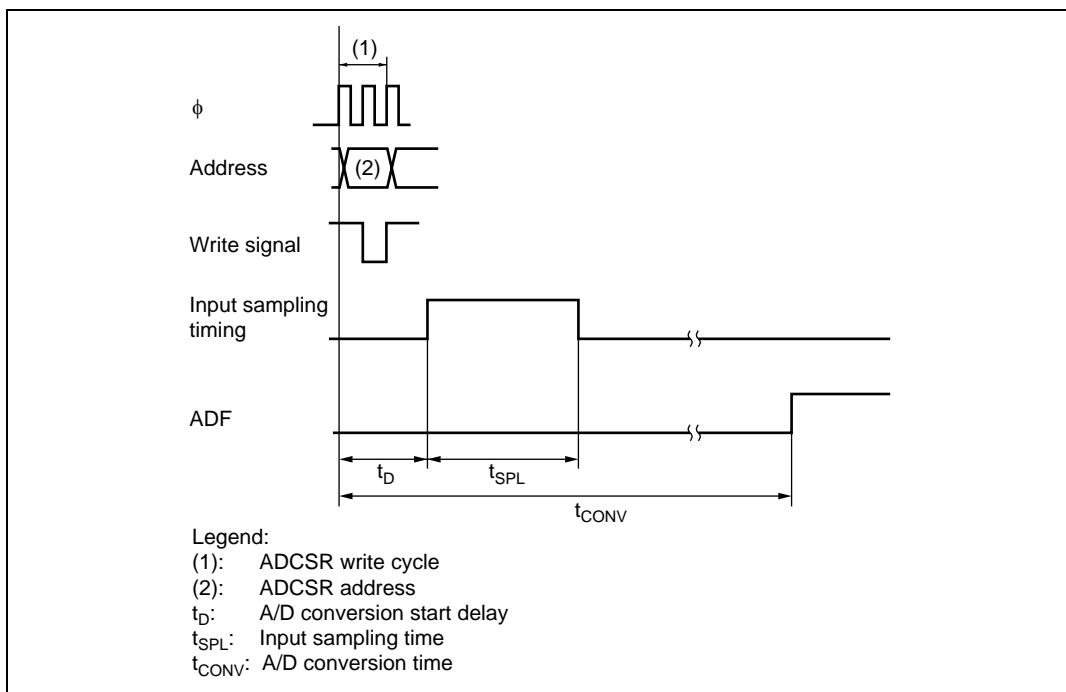 (1)
ϕ
Address
(2)
Write signal
Input sampling
timing
ADF
tD
tSPL
tCONV
Legend:
(1): ADCSR write cycle
(2): ADCSR address
tD: A/D conversion start delay
tSPL: Input sampling time
tCONV: A/D conversion time